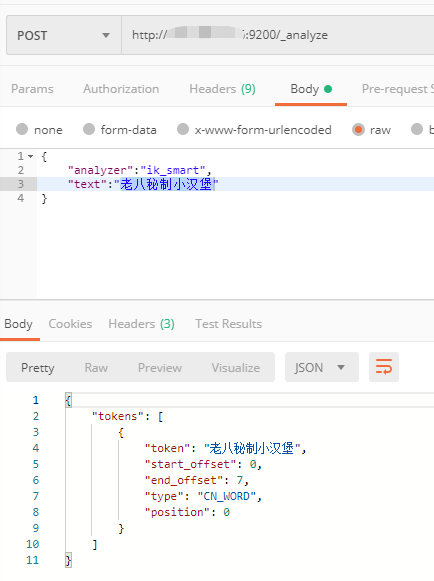 POST http:// :9200/_analyze
Params Authorization Headers (9) Body Pre-request S
none form-data x-www-form-urlencoded raw b
1 {
2 "analyzer":"ik_smart",
3 "text":"老八秘制小汉堡"
4 }
Body Cookies Headers (3) Test Results
Pretty Raw Preview Visualize JSON
1 {
2 "tokens": [
3 {
4 "token": "老八秘制小汉堡",
5 "start_offset": 0,
6 "end_offset": 7,
7 "type": "CN_WORD",
8 "position": 0
9 }
10 ]
11 }